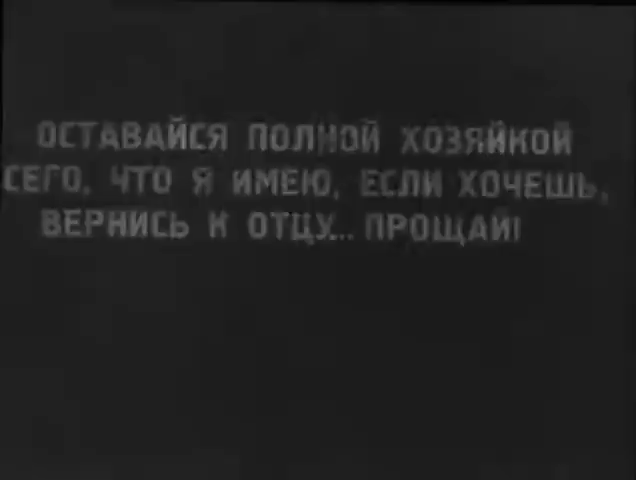 ОСТАВАЙСЯ ПОЛНОЙ ХОЗЯЙКОЙ
СЕГО, ЧТО Я ИМЕЮ, ЕСЛИ ХОЧЕШЬ,
ВЕРНИСЬ К ОТЦУ... ПРОЩАЙ!